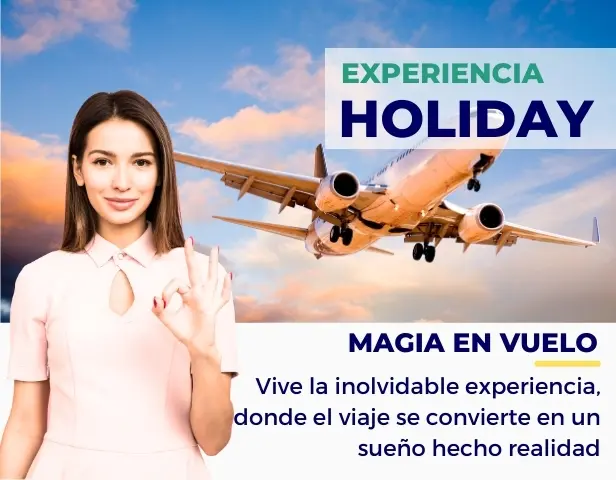 EXPERIENCIA
HOLIDAY
MAGIA EN VUELO
Vive la inolvidable experiencia,
donde el viaje se convierte en un
sueño hecho realidad